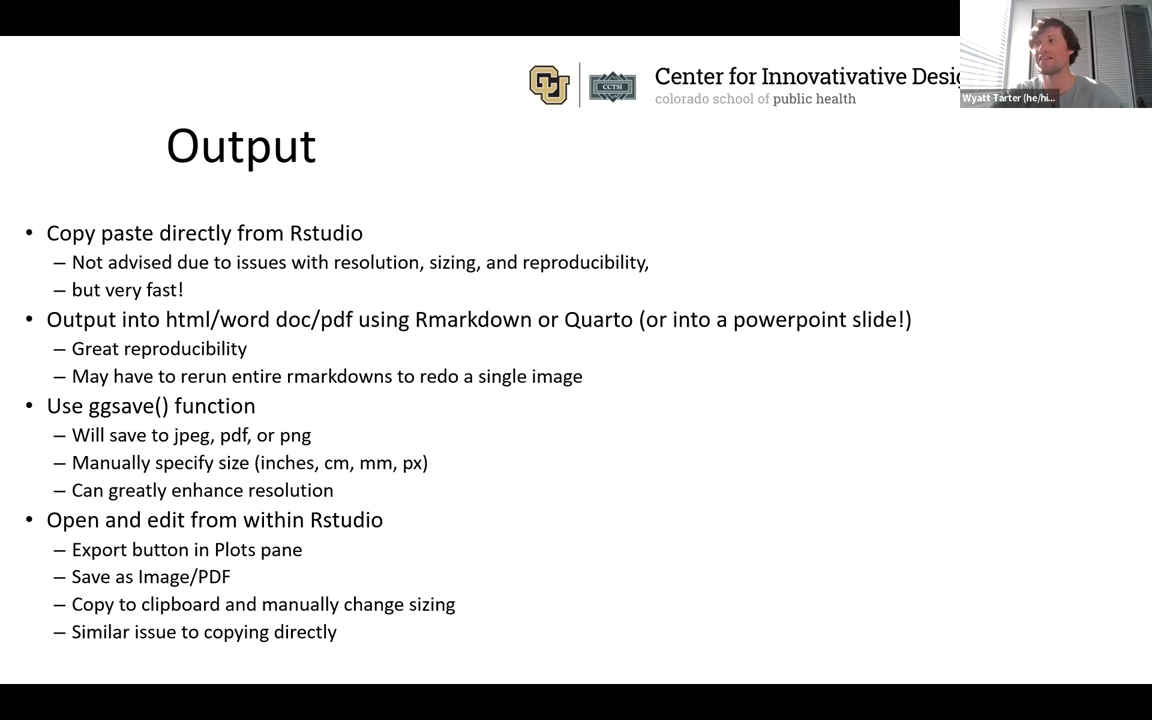 CU
CCTSI
Center for Innovativative Desig
colorado school of public health
Wyatt Tarter (he/hi...
Output
• Copy paste directly from Rstudio
– Not advised due to issues with resolution, sizing, and reproducibility,
– but very fast!
• Output into html/word doc/pdf using Rmarkdown or Quarto (or into a powerpoint slide!)
– Great reproducibility
– May have to rerun entire rmarkdowns to redo a single image
• Use ggsave() function
– Will save to jpeg, pdf, or png
– Manually specify size (inches, cm, mm, px)
– Can greatly enhance resolution
• Open and edit from within Rstudio
– Export button in Plots pane
– Save as Image/PDF
– Copy to clipboard and manually change sizing
– Similar issue to copying directly